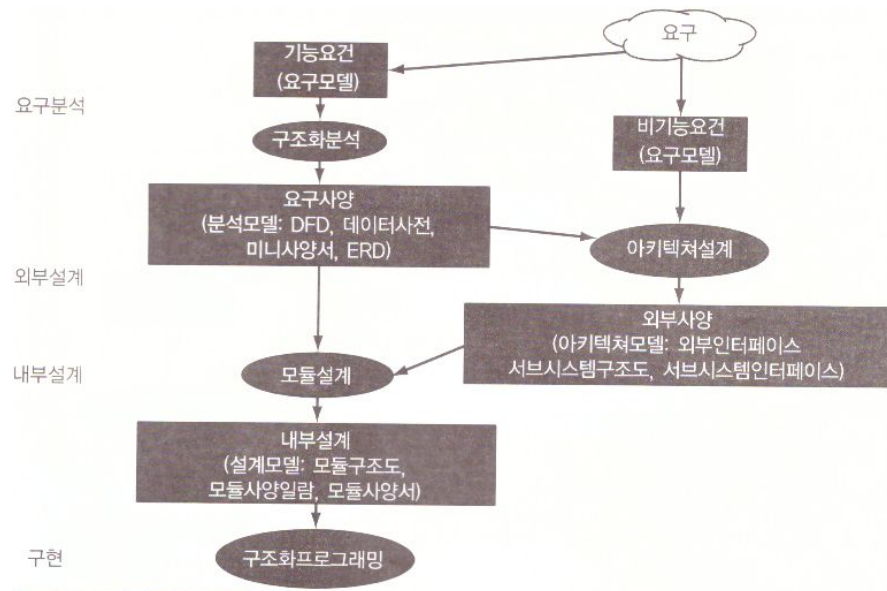 요구
기능요건
(요구모델)
요구분석
비기능요건
(요구모델)
구조화분석
요구사양
(분석모델: DFD, 데이터사전,
미니사양서, ERD)
아키텍쳐설계
외부설계
외부사양
(아키텍쳐모델: 외부인터페이스
서브시스템구조도, 서브시스템인터페이스)
내부설계
모듈설계
내부설계
(설계모델: 모듈구조도,
모듈사양일람, 모듈사양서)
구현
구조화프로그래밍